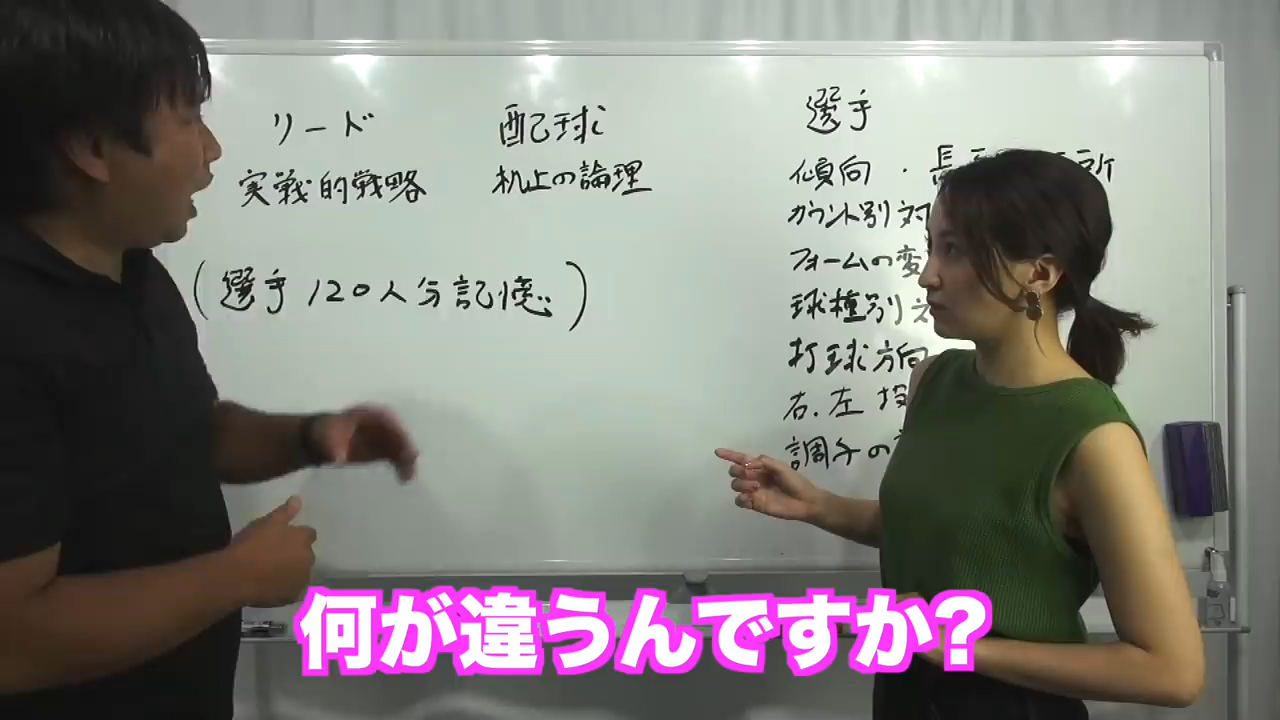 リード
実戦的戦略
(選手120人分記憶)
配球
机上の論理
選手
傾向・長 所
カウント別対
フォームの変
球種別
打球方向
右.左 投
調子の
何が違うんですか?